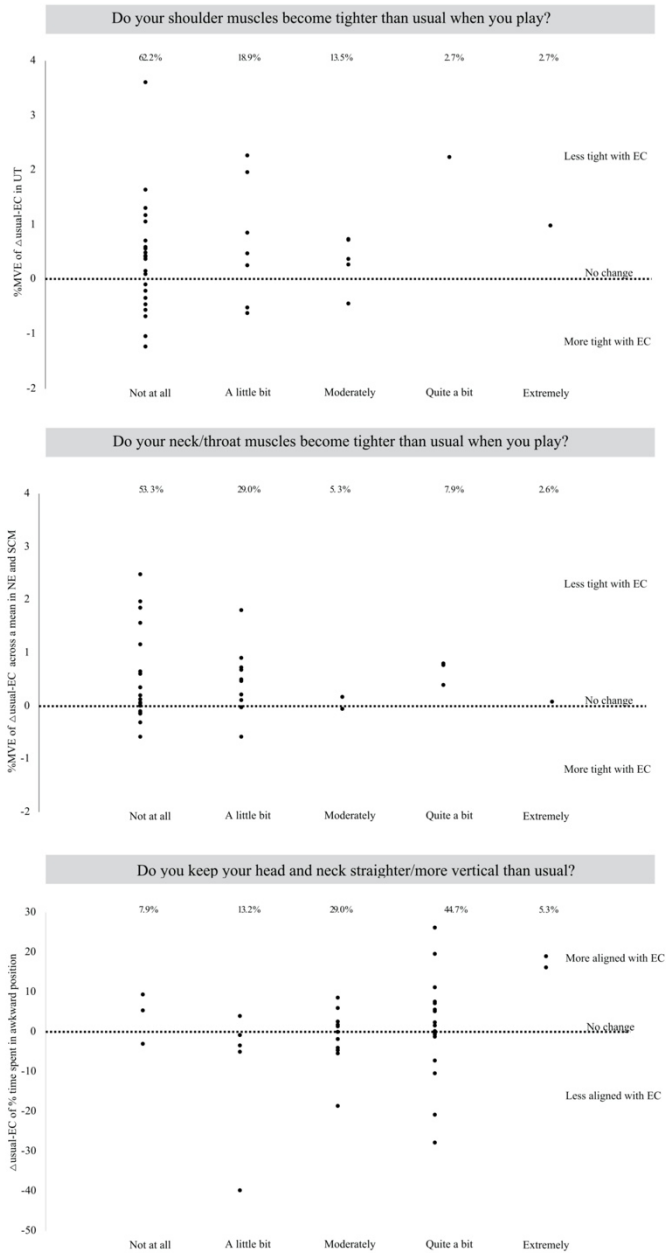 Do your shoulder muscles become tighter than usual when you play?
62.2% 18.9% 13.5% 2.7% 2.7%
4
3
2
1
0
-1
-2
%MVE of △usual-EC in UT
Less tight with EC
No change
More tight with EC
Not at all A little bit Moderately Quite a bit Extremely
Do your neck/throat muscles become tighter than usual when you play?
53.3% 29.0% 5.3% 7.9% 2.6%
4
3
2
1
0
-1
-2
%MVE of △usual-EC across a mean in NE and SCM
Less tight with EC
No change
More tight with EC
Not at all A little bit Moderately Quite a bit Extremely
Do you keep your head and neck straighter/more vertical than usual?
7.9% 13.2% 29.0% 44.7% 5.3%
30
20
10
0
-10
-20
-30
-40
-50
△usual-EC of % time spent in awkward position
More aligned with EC
No change
Less aligned with EC
Not at all A little bit Moderately Quite a bit Extremely